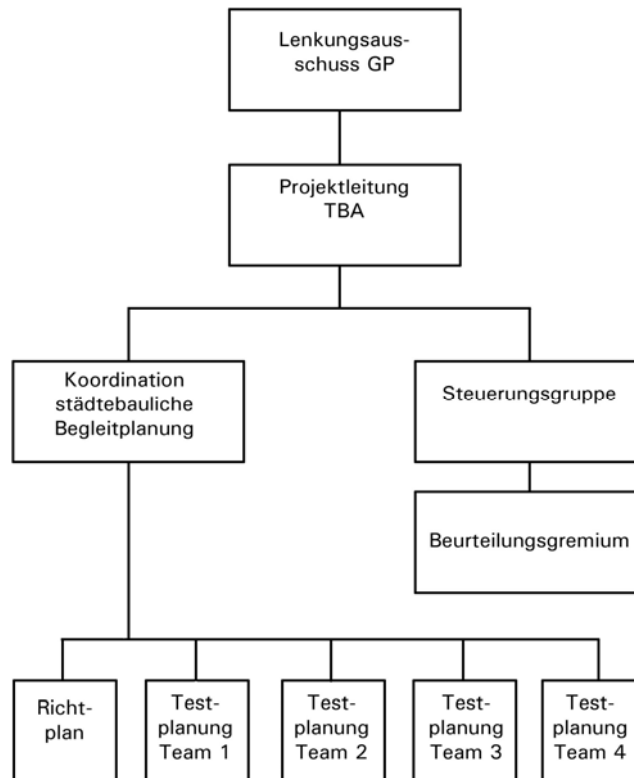 Lenkungsaus-
schuss GP
Projektleitung
TBA
Koordination
städtebauliche
Begleitplanung
Steuerungsgruppe
Beurteilungsgremium
Richt-
plan
Test-
planung
Team 1
Test-
planung
Team 2
Test-
planung
Team 3
Test-
planung
Team 4